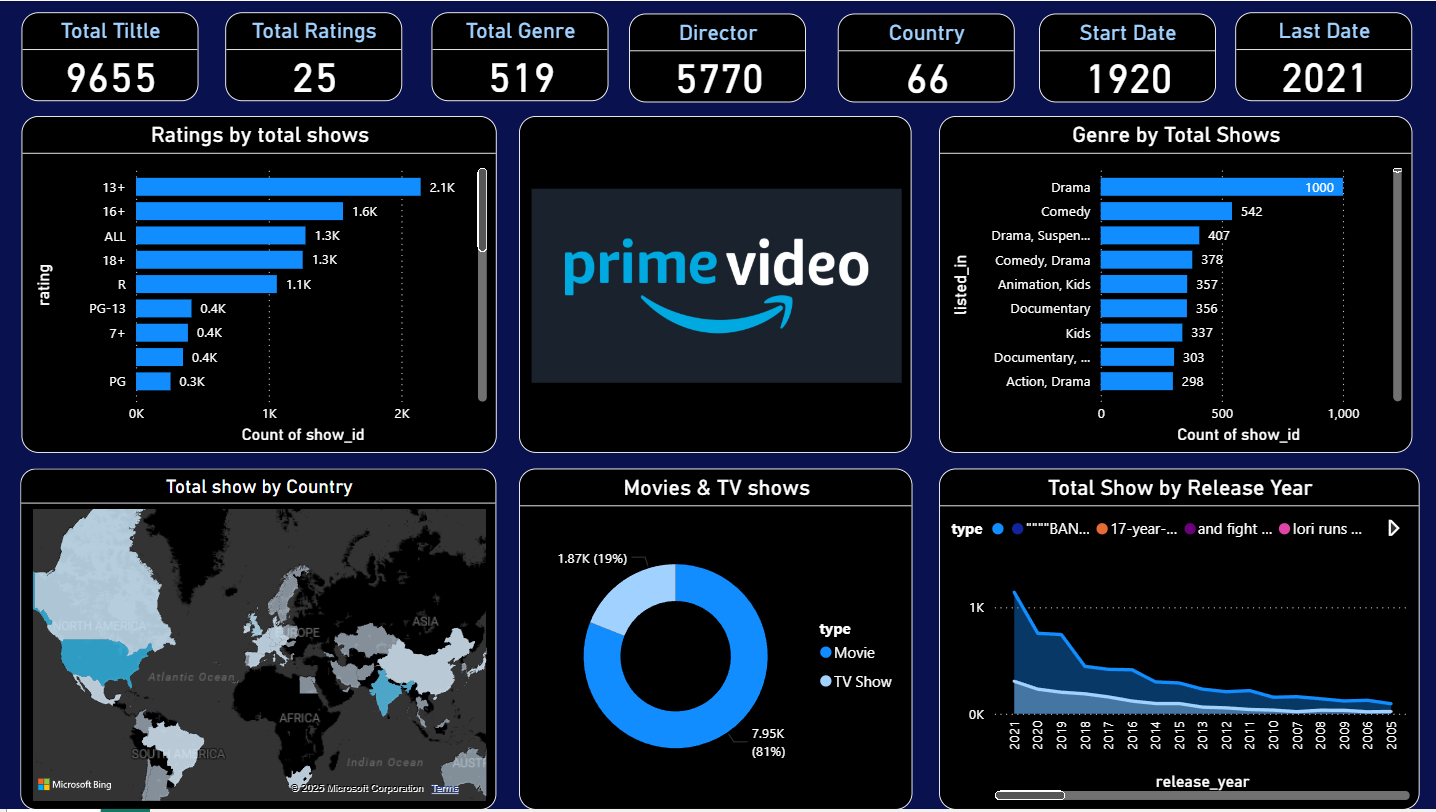 Total Tiltle
9655
Total Ratings
25
Total Genre
519
Director
5770
Country
66
Start Date
1920
Last Date
2021
Ratings by total shows
rating
13+ 2.1K
16+ 1.6K
ALL 1.3K
18+ 1.3K
R 1.1K
PG-13 0.4K
7+ 0.4K
0.4K
PG 0.3K
0K 1K 2K
Count of show_id
prime video
Genre by Total Shows
listed_in
Drama 1000
Comedy 542
Drama, Suspen... 407
Comedy, Drama 378
Animation, Kids 357
Documentary 356
Kids 337
Documentary, ... 303
Action, Drama 298
0 500 1,000
Count of show_id
Total show by Country
NORTH AMERICA
EUROPE
ASIA
Atlantic Ocean
AFRICA
SOUTH AMERICA
Indian Ocean
AUST
Microsoft Bing
© 2025 Microsoft Corporation Terms
Movies & TV shows
1.87K (19%)
type
Movie
TV Show
7.95K
(81%)
Total Show by Release Year
type """"BAN... 17-year-... and fight ... lori runs ...
1K
0K
2021 2020 2019 2018 2017 2016 2014 2015 2013 2012 2011 2010 2007 2008 2009 2006 2005
release_year